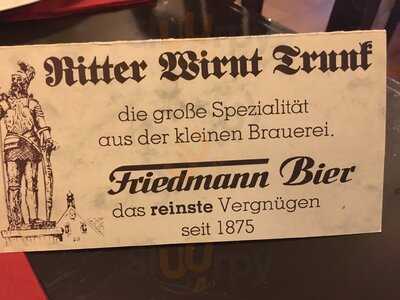 Ritter Wirnt Trunk
die große Spezialität
aus der kleinen Brauerei.
Friedmann Bier
das reinste Vergnügen
seit 1875